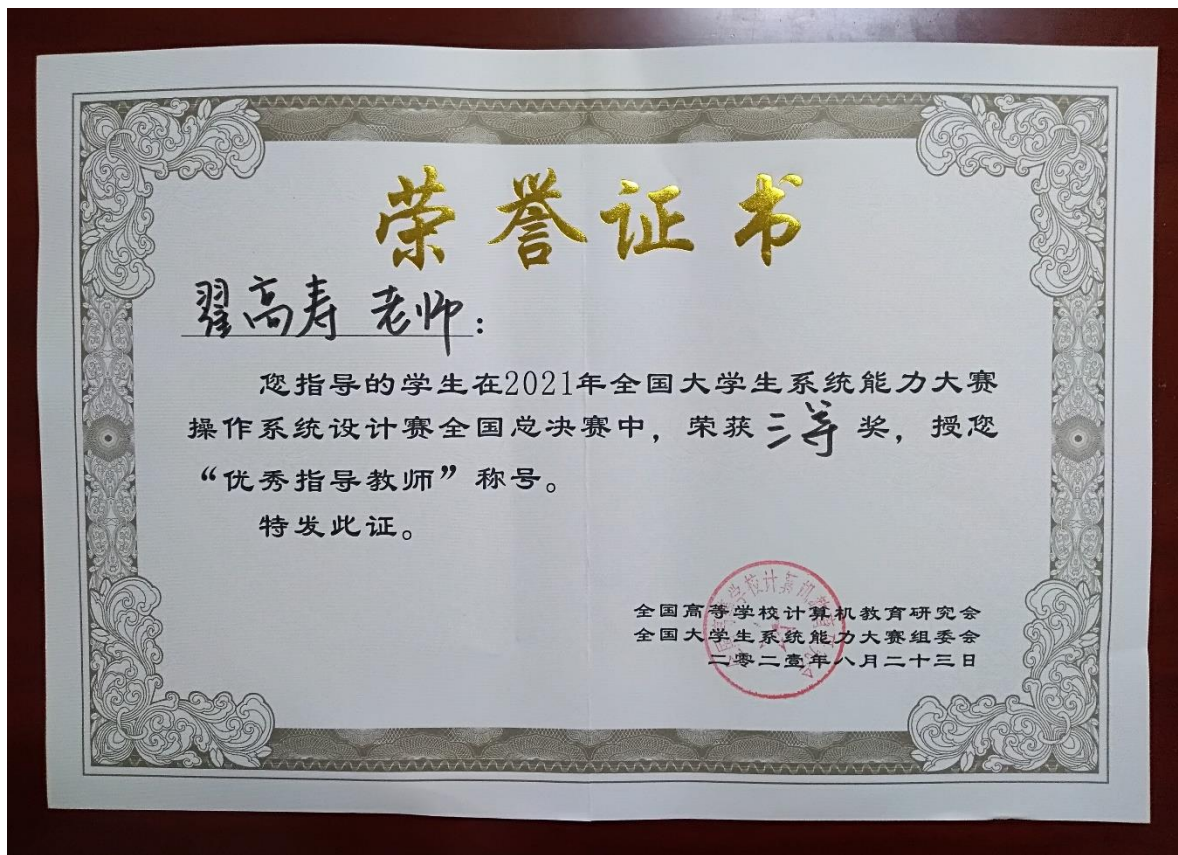 荣誉证书
翟高寿 老师:
您指导的学生在2021年全国大学生系统能力大赛
操作系统设计赛全国总决赛中，荣获三等奖，授您
“优秀指导教师”称号。
特发此证。
全国高等学校计算机教育研究会
全国大学生系统能力大赛组委会
二零二壹年八月二十三日